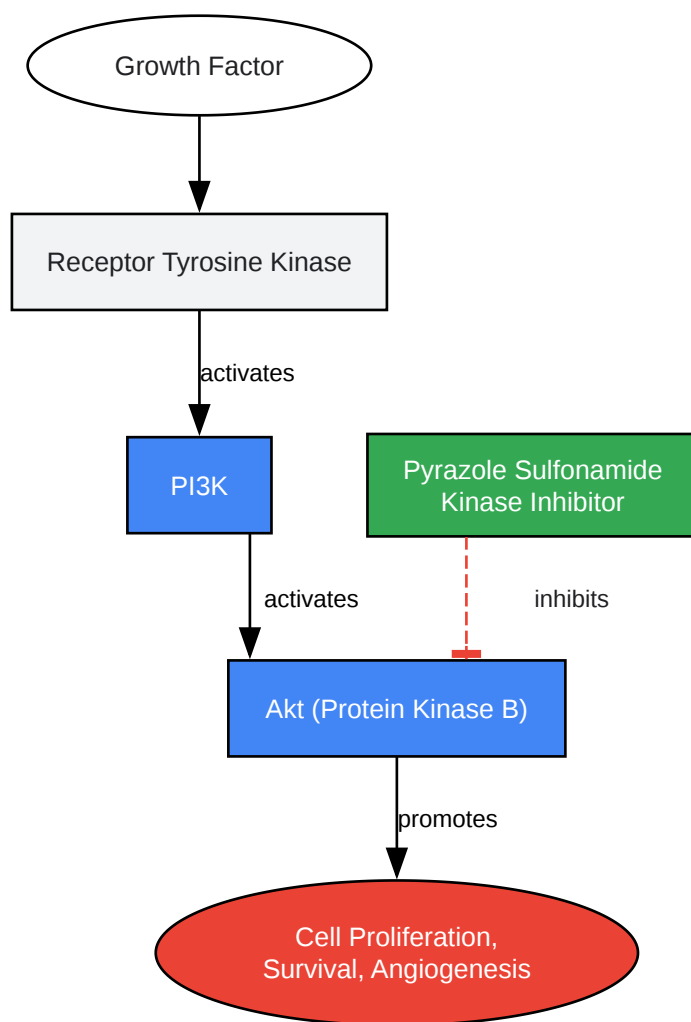 Growth Factor
Receptor Tyrosine Kinase
activates
PI3K
Pyrazole Sulfonamide
Kinase Inhibitor
activates
inhibits
Akt (Protein Kinase B)
promotes
Cell Proliferation,
Survival, Angiogenesis